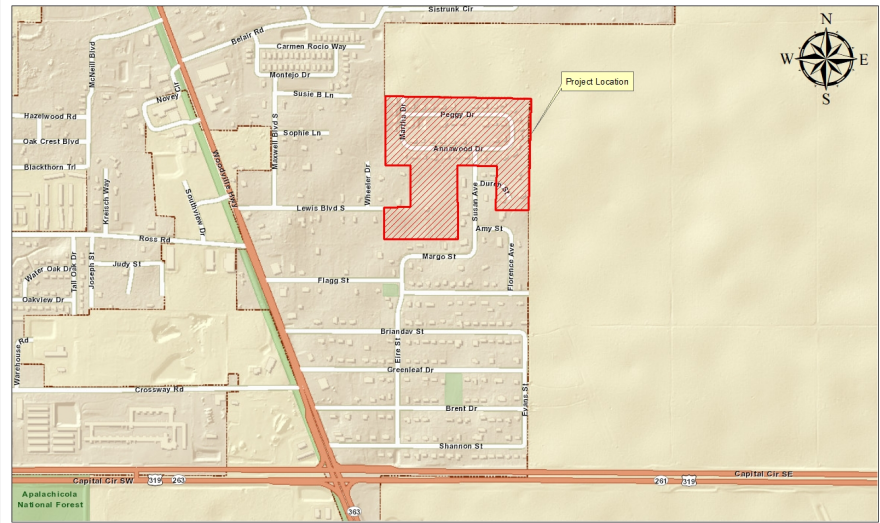 Sistrunk Cir
Belair Rd
Carmen Rocio Way
McNeill Blvd
Montejo Dr
Novey Cir
Susie B Ln
Hazelwood Rd
Maxwell Blvd S
Sophie Ln
Oak Crest Blvd
Blackthorn Trl
Woodville Hwy
Kreisch Way
Southview Dr
Wheeler Dr
Lewis Blvd S
Martha Dr
Peggy Dr
Annawood Dr
Duren St
Susan Ave
Project Location
N
W
E
S
Ross Rd
Amy St
Margo St
Florence Ave
Water Oak Dr
Tall Oak Dr
Joseph St
Judy St
Oakview Dr
Flagg St
Warehouse Rd
Briandav St
Eire St
Greenleaf Dr
Crossway Rd
Brent Dr
Evans St
Shannon St
Capital Cir SW
319
263
261
319
Capital Cir SE
Apalachicola
National Forest
363